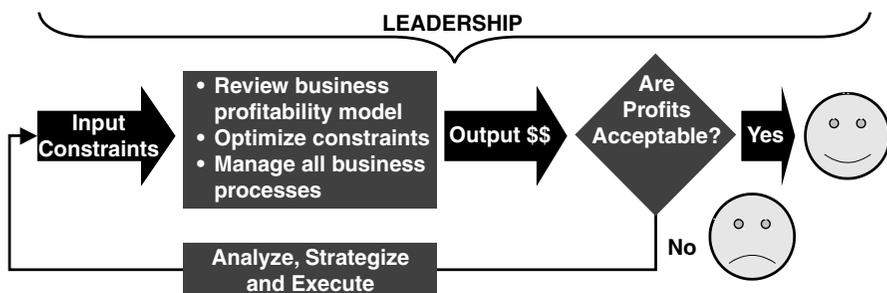 LEADERSHIP
Input
Constraints
• Review business
profitability model
• Optimize constraints
• Manage all business
processes
Output $$
Are
Profits
Acceptable?
Yes
No
Analyze, Strategize
and Execute